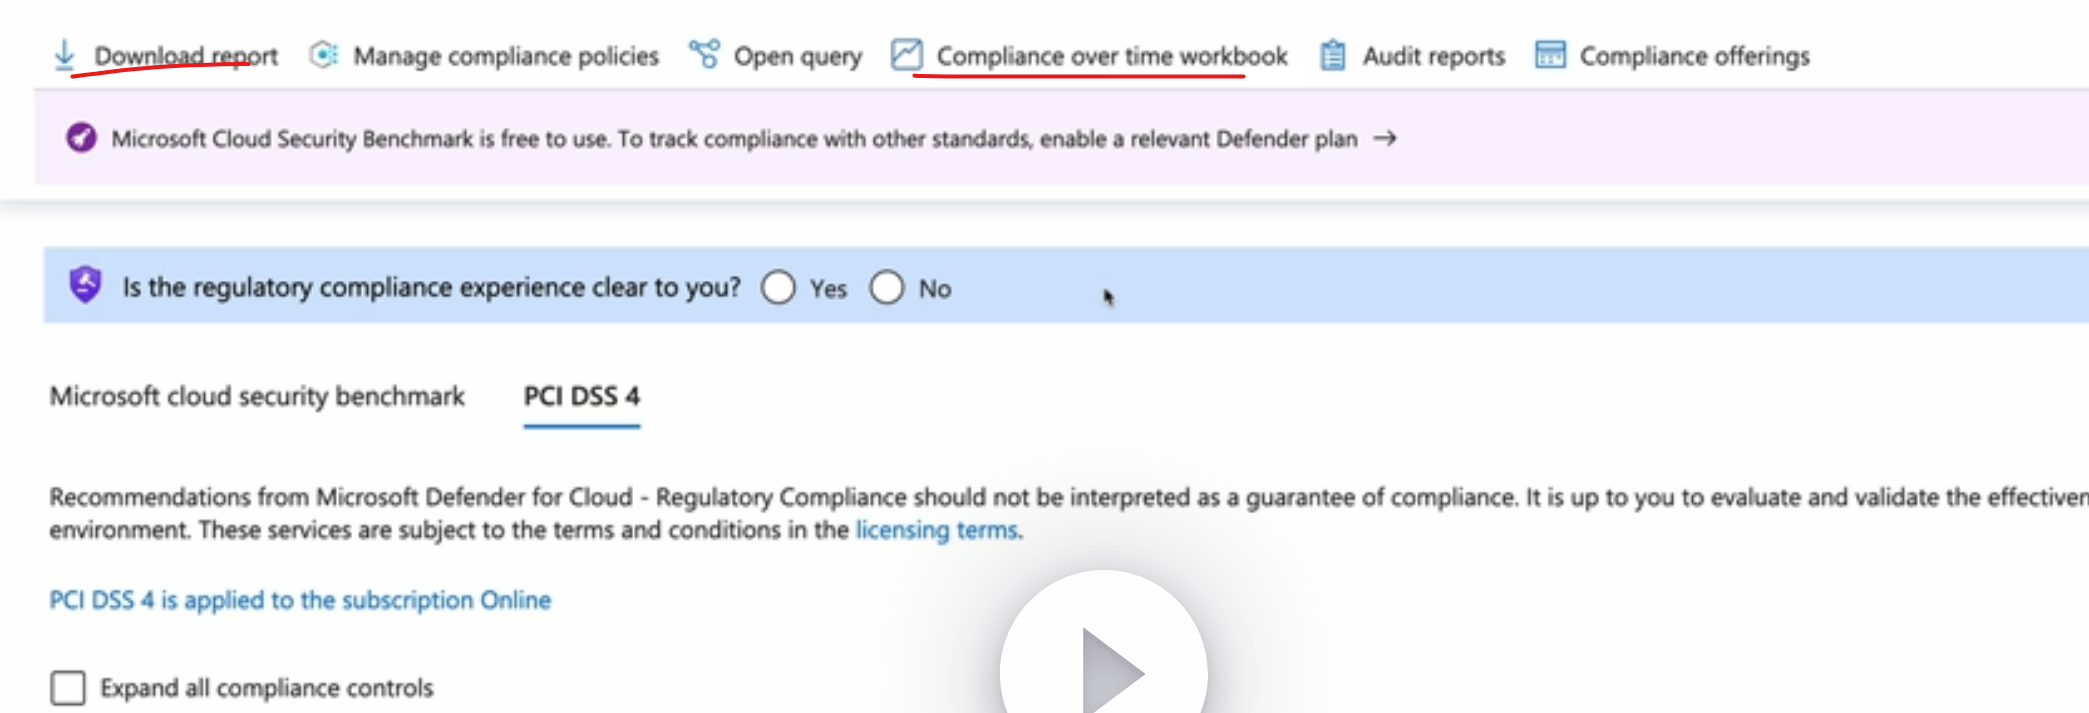 Download report Manage compliance policies Open query Compliance over time workbook Audit reports Compliance offerings
Microsoft Cloud Security Benchmark is free to use. To track compliance with other standards, enable a relevant Defender plan →
Is the regulatory compliance experience clear to you? Yes No
Microsoft cloud security benchmark PCI DSS 4
Recommendations from Microsoft Defender for Cloud - Regulatory Compliance should not be interpreted as a guarantee of compliance. It is up to you to evaluate and validate the effectiven
environment. These services are subject to the terms and conditions in the licensing terms.
PCI DSS 4 is applied to the subscription Online
Expand all compliance controls